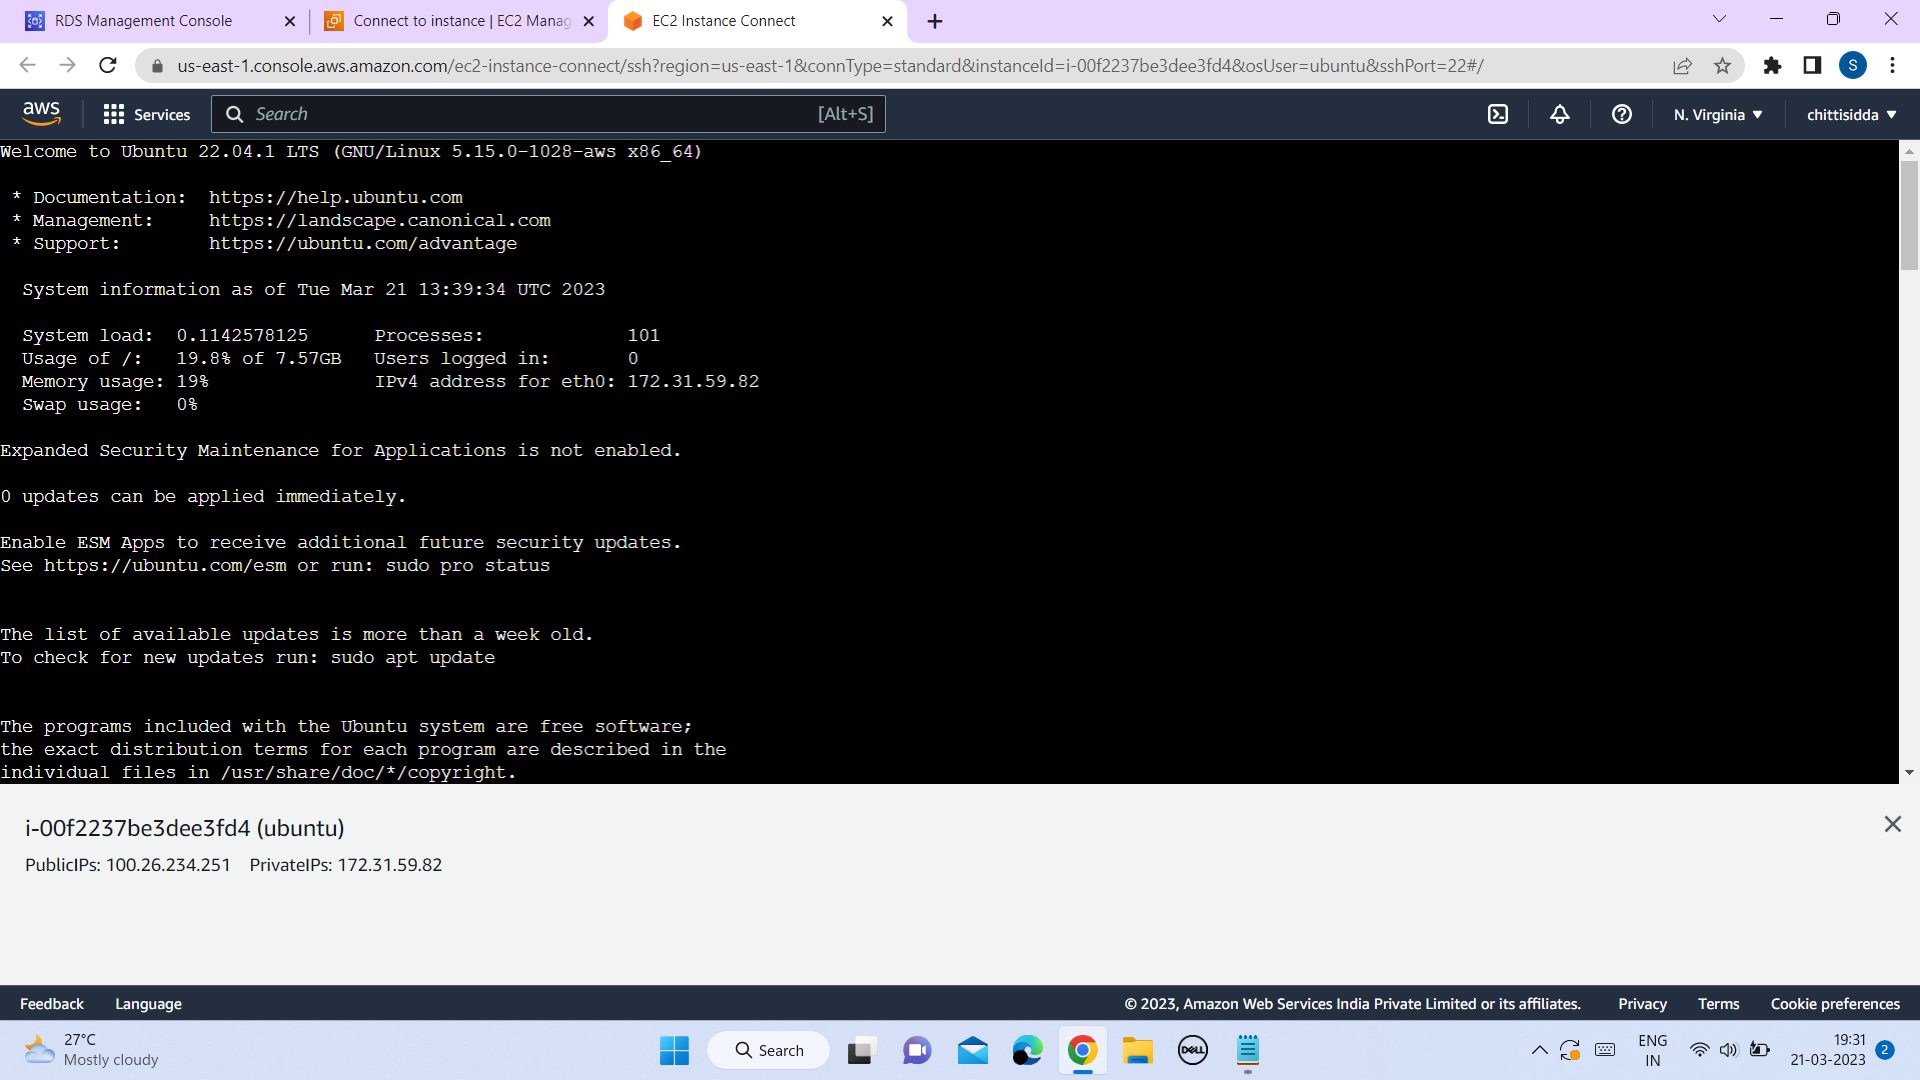 RDS Management Console
Connect to instance | EC2 Manag
EC2 Instance Connect
us-east-1.console.aws.amazon.com/ec2-instance-connect/ssh?region=us-east-1&connType=standard&instanceId=i-00f2237be3dee3fd4&osUser=ubuntu&sshPort=22#/
S
aws
Services
Search
[Alt+S]
N. Virginia
chittisidda
Welcome to Ubuntu 22.04.1 LTS (GNU/Linux 5.15.0-1028-aws x86_64)
* Documentation:  https://help.ubuntu.com
* Management:     https://landscape.canonical.com
* Support:        https://ubuntu.com/advantage
System information as of Tue Mar 21 13:39:34 UTC 2023
System load:  0.1142578125      Processes:             101
Usage of /:   19.8% of 7.57GB   Users logged in:       0
Memory usage: 19%               IPv4 address for eth0: 172.31.59.82
Swap usage:   0%
Expanded Security Maintenance for Applications is not enabled.
0 updates can be applied immediately.
Enable ESM Apps to receive additional future security updates.
See https://ubuntu.com/esm or run: sudo pro status
The list of available updates is more than a week old.
To check for new updates run: sudo apt update
The programs included with the Ubuntu system are free software;
the exact distribution terms for each program are described in the
individual files in /usr/share/doc/*/copyright.
i-00f2237be3dee3fd4 (ubuntu)
PublicIPs: 100.26.234.251    PrivateIPs: 172.31.59.82
Feedback
Language
© 2023, Amazon Web Services India Private Limited or its affiliates.
Privacy
Terms
Cookie preferences
27°C
Mostly cloudy
Search
DELL
ENG
IN
19:31
21-03-2023
2